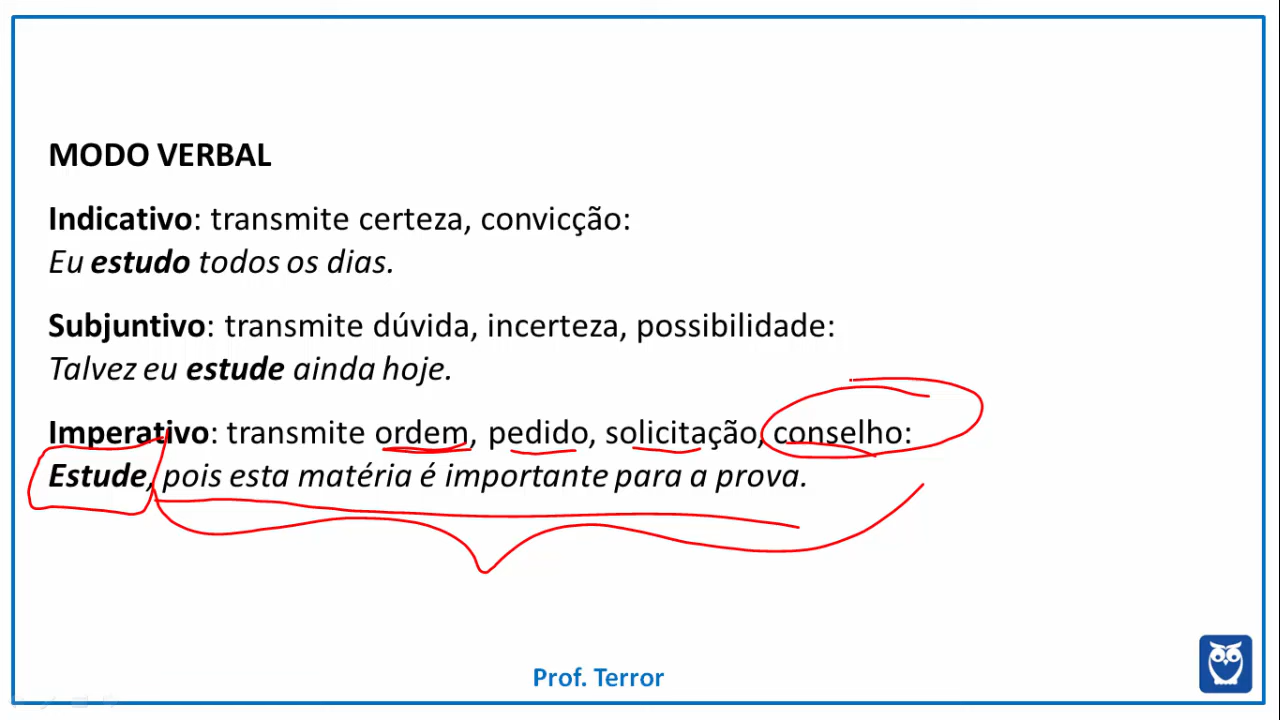 MODO VERBAL
Indicativo: transmite certeza, convicção:
Eu estudo todos os dias.
Subjuntivo: transmite dúvida, incerteza, possibilidade:
Talvez eu estude ainda hoje.
Imperativo: transmite ordem, pedido, solicitação, conselho:
Estude, pois esta matéria é importante para a prova.
Prof. Terror